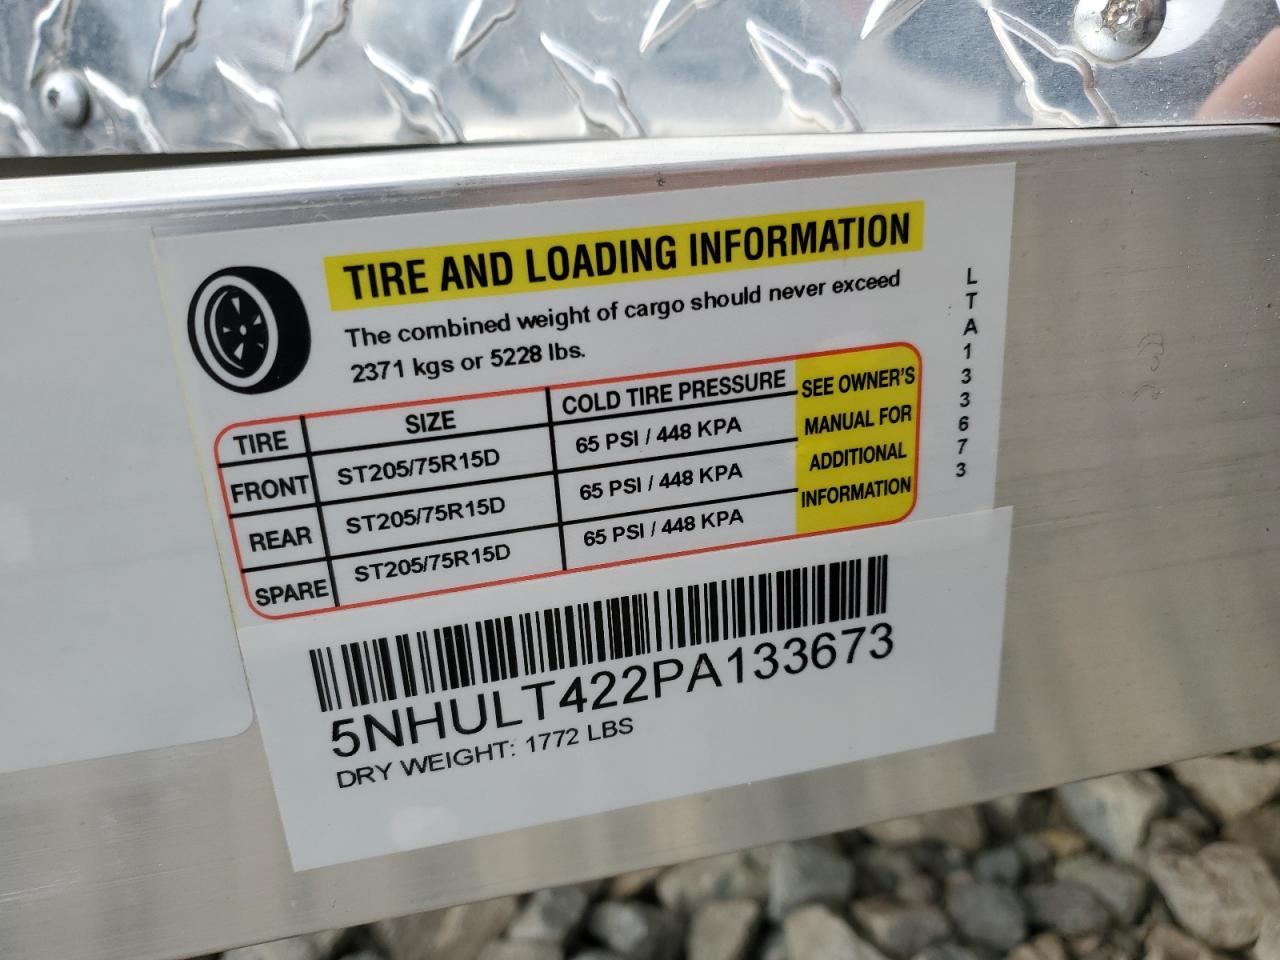 TIRE AND LOADING INFORMATION
The combined weight of cargo should never exceed
2371 kgs or 5228 lbs.
TIRE SIZE COLD TIRE PRESSURE SEE OWNER'S
FRONT ST205/75R15D 65 PSI / 448 KPA MANUAL FOR
REAR ST205/75R15D 65 PSI / 448 KPA ADDITIONAL
SPARE ST205/75R15D 65 PSI / 448 KPA INFORMATION
LTA133673
5NHULT422PA133673
DRY WEIGHT: 1772 LBS